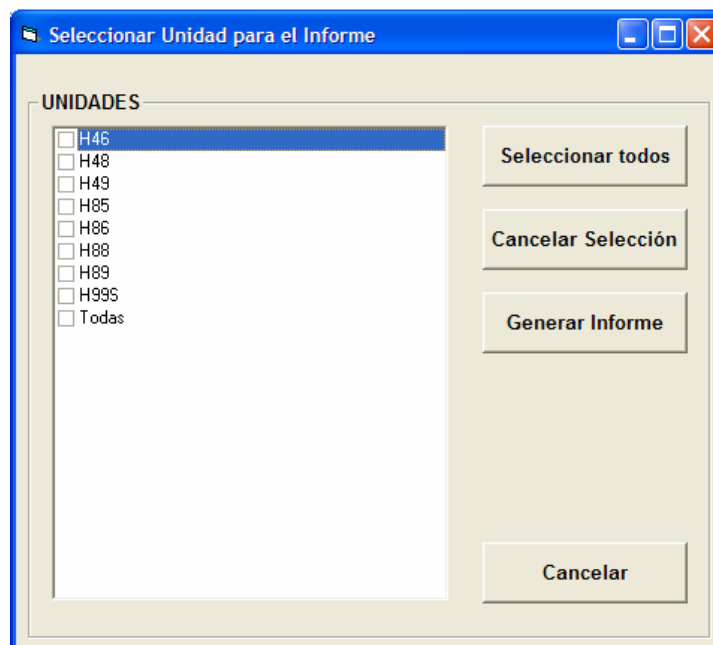 Seleccionar Unidad para el Informe
UNIDADES
H46
H48
H49
H85
H86
H88
H89
H99S
Todas
Seleccionar todos
Cancelar Selección
Generar Informe
Cancelar